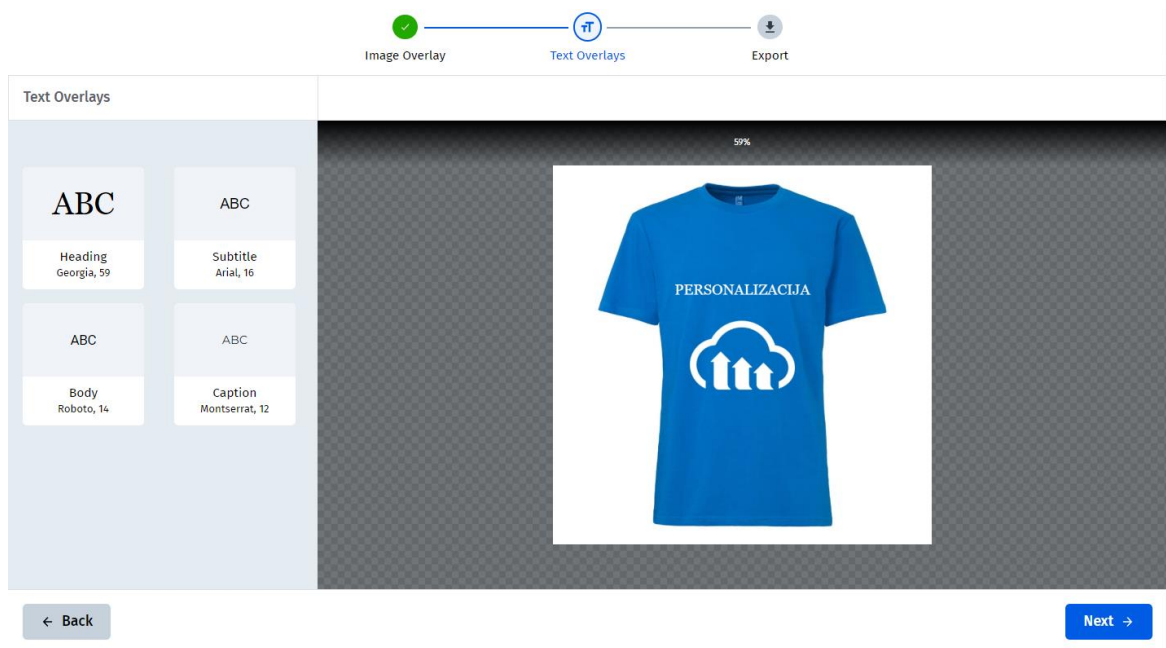 Image Overlay
Text Overlays
Export
Text Overlays
59%
ABC
Heading
Georgia, 59
ABC
Subtitle
Arial, 16
ABC
Body
Roboto, 14
ABC
Caption
Montserrat, 12
PERSONALIZACIJA
← Back
Next →